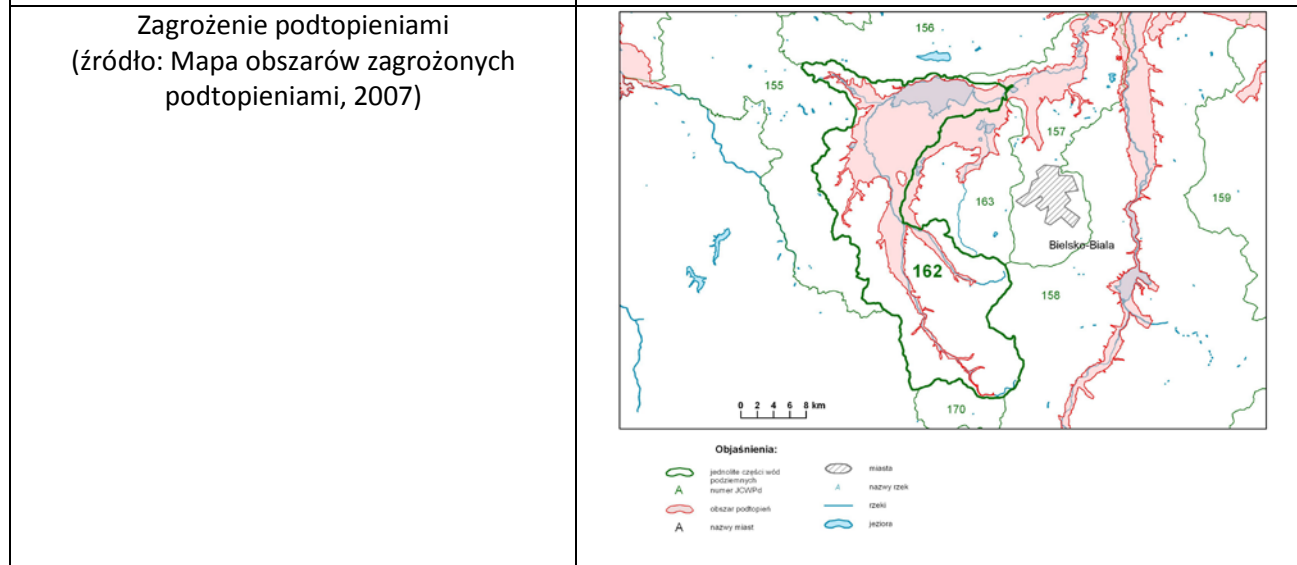 Zagrożenie podtopieniami
(źródło: Mapa obszarów zagrożonych
podtopieniami, 2007)
156
155
157
163
159
Bielsko-Biala
162
158
170
0 2 4 6 8 km
Objaśnienia:
jednolite części wód
podziemnych
A numer JCWPd
obszar podtopień
A nazwy miast
miasta
A nazwy rzek
rzeki
jeziora